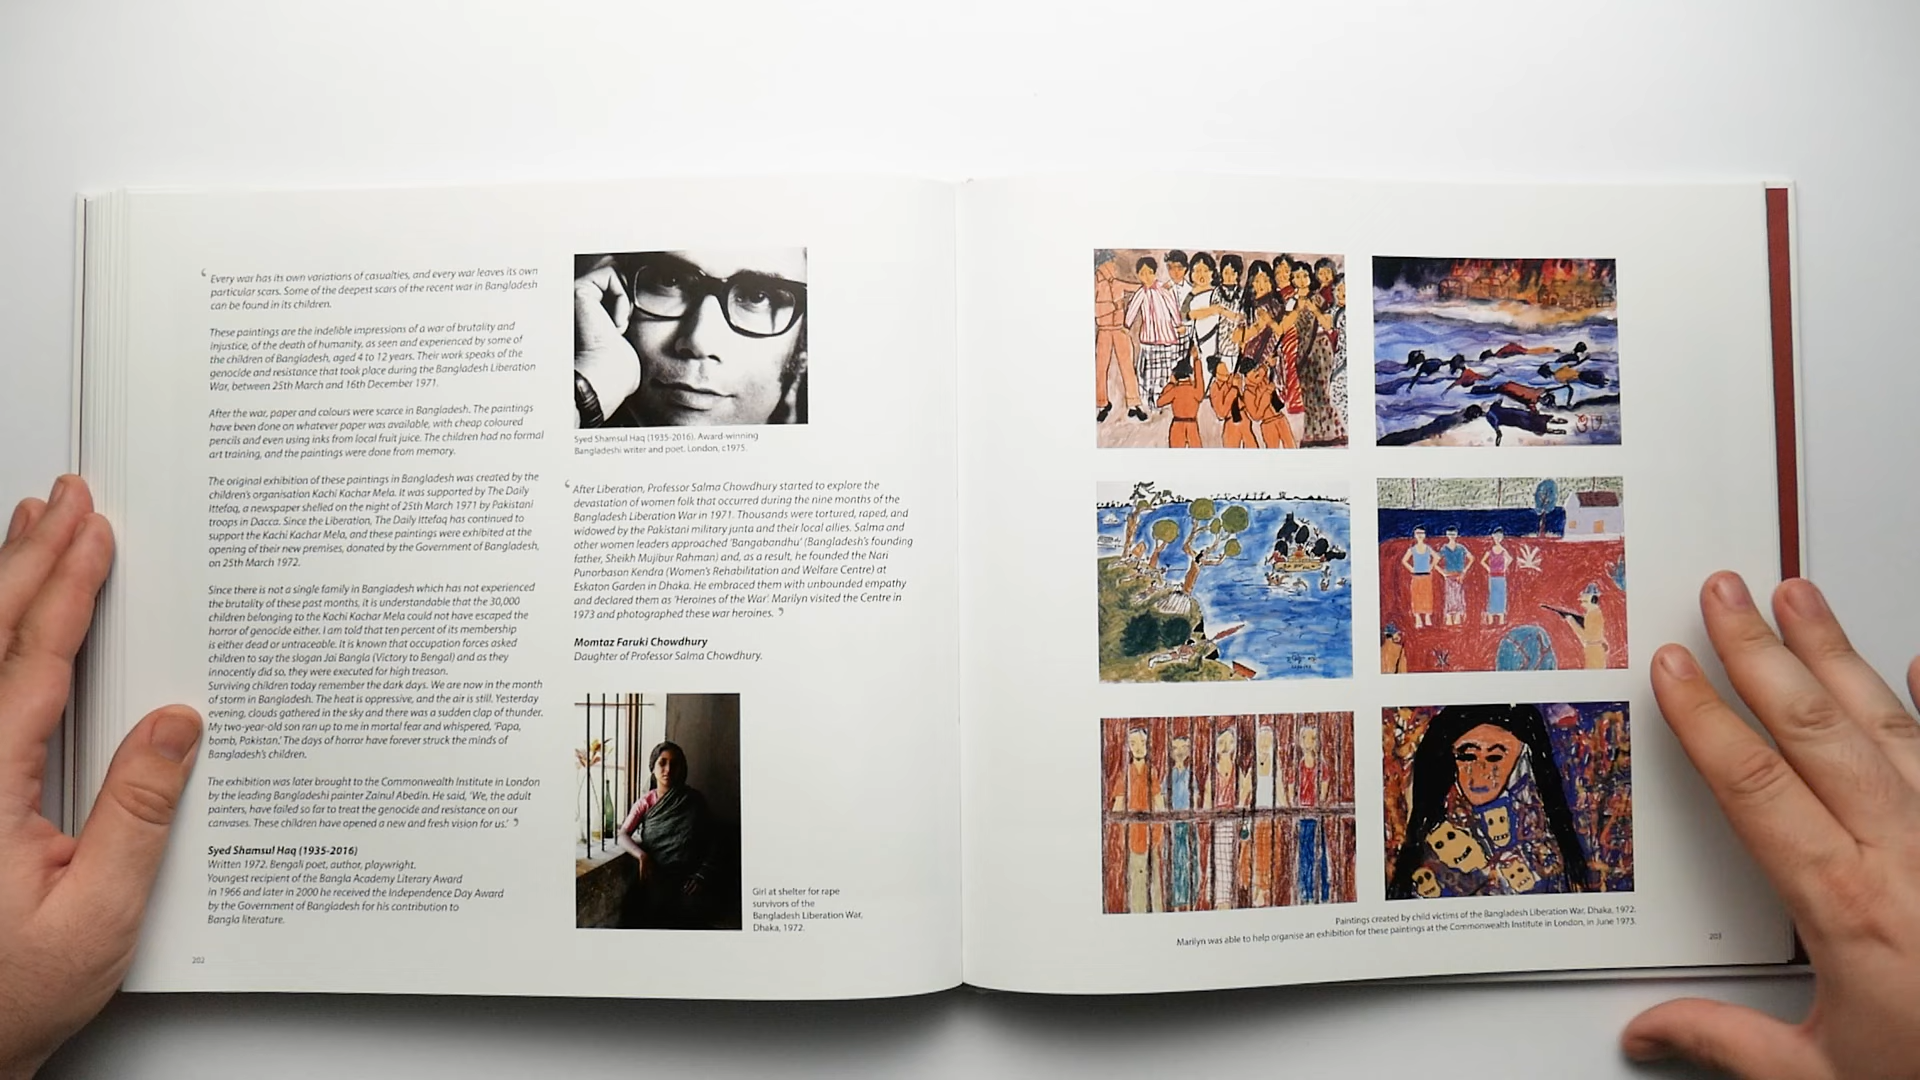 ‘Every war has its own variations of casualties, and every war leaves its own
particular scars. Some of the deepest scars of the recent war in Bangladesh
can be found in its children.
These paintings are the indelible impressions of a war of brutality and
injustice, of the death of humanity, as seen and experienced by some of
the children of Bangladesh, aged 4 to 12 years. Their work speaks of the
genocide and resistance that took place during the Bangladesh Liberation
War, between 25th March and 16th December 1971.
After the war, paper and colours were scarce in Bangladesh. The paintings
have been done on whatever paper was available, with cheap coloured
pencils and even using inks from local fruit juice. The children had no formal
art training, and the paintings were done from memory.
The original exhibition of these paintings in Bangladesh was created by the
children's organisation Kachi Kachar Mela. It was supported by The Daily
Ittefaq, a newspaper shelled on the night of 25th March 1971 by Pakistani
troops in Dacca. Since the Liberation, The Daily Ittefaq has continued to
support the Kachi Kachar Mela, and these paintings were exhibited at the
opening of their new premises, donated by the Government of Bangladesh,
on 25th March 1972.
Since there is not a single family in Bangladesh which has not experienced
the brutality of these past months, it is understandable that the 30,000
children belonging to the Kachi Kachar Mela could not have escaped the
horror of genocide either. I am told that ten percent of its membership
is either dead or untraceable. It is known that occupation forces asked
children to say the slogan Jai Bangla (Victory to Bengal) and as they
innocently did so, they were executed for high treason.
Surviving children today remember the dark days. We are now in the month
of storm in Bangladesh. The heat is oppressive, and the air is still. Yesterday
evening, clouds gathered in the sky and there was a sudden clap of thunder.
My two-year-old son ran up to me in mortal fear and whispered, 'Papa,
bomb, Pakistan.' The days of horror have forever struck the minds of
Bangladesh's children.
The exhibition was later brought to the Commonwealth Institute in London
by the leading Bangladeshi painter Zainul Abedin. He said, 'We, the adult
painters, have failed so far to treat the genocide and resistance on our
canvases. These children have opened a new and fresh vision for us.' ’
Syed Shamsul Haq (1935-2016)
Written 1972. Bengali poet, author, playwright.
Youngest recipient of the Bangla Academy Literary Award
in 1966 and later in 2000 he received the Independence Day Award
by the Government of Bangladesh for his contribution to
Bangla literature.
202
Syed Shamsul Haq (1935-2016). Award-winning
Bangladeshi writer and poet. London, c1975.
‘After Liberation, Professor Salma Chowdhury started to explore the
devastation of women folk that occurred during the nine months of the
Bangladesh Liberation War in 1971. Thousands were tortured, raped, and
widowed by the Pakistani military junta and their local allies. Salma and
other women leaders approached 'Bangabandhu' (Bangladesh's founding
father, Sheikh Mujibur Rahman) and, as a result, he founded the Nari
Punorbason Kendra (Women's Rehabilitation and Welfare Centre) at
Eskaton Garden in Dhaka. He embraced them with unbounded empathy
and declared them as 'Heroines of the War'. Marilyn visited the Centre in
1973 and photographed these war heroines. ’
Momtaz Faruki Chowdhury
Daughter of Professor Salma Chowdhury.
Girl at shelter for rape
survivors of the
Bangladesh Liberation War,
Dhaka, 1972.
Paintings created by child victims of the Bangladesh Liberation War, Dhaka, 1972.
Marilyn was able to help organise an exhibition for these paintings at the Commonwealth Institute in London, in June 1973.
203